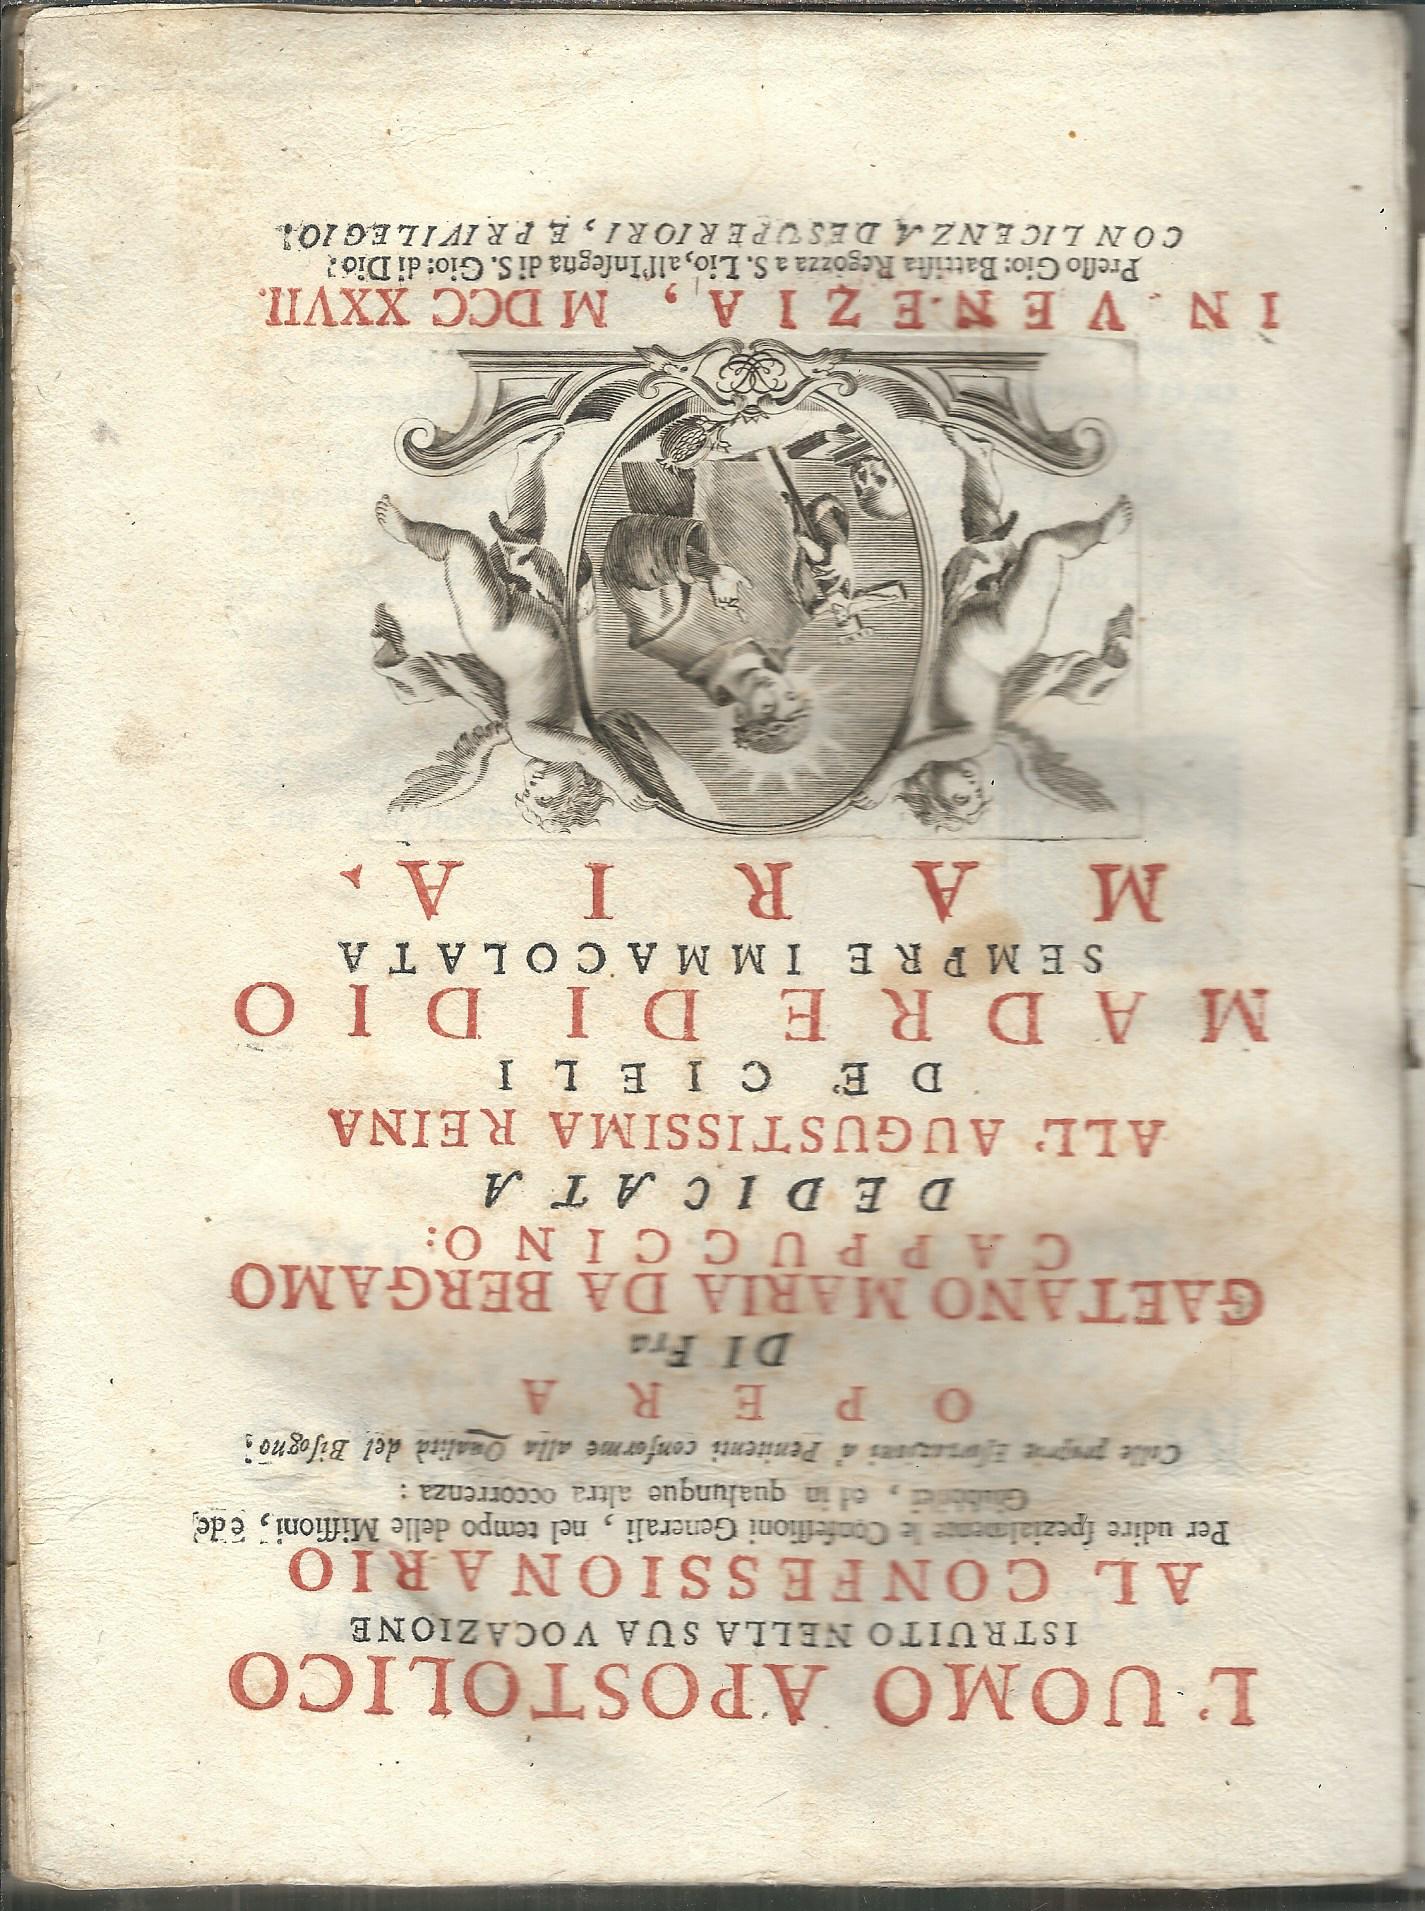 L'UOMO APOSTOLICO
ISTRUITO NELLA SUA VOCAZIONE
AL CONFESSIONARIO
Per udire spezialmente le Confessioni Generali, nel tempo delle Missioni, e de'
Giubbilei, ed in qualunque altra occorrenza:
Colle proprie Esortazioni a' Penitenti conforme alla Qualità del Bisogno;
OPERA
DI Fra
GAETANO MARIA DA BERGAMO
CAPPUCCINO:
DEDICATA
ALL' AUGUSTISSIMA REINA
DE' CIELI
MADRE DI DIO
SEMPRE IMMACOLATA
MARIA,
IN VENEZIA, MDCC XXVII.
Presso Gio: Battista Regozza a S. Lio, all'Insegna di S. Gio: di Dio:
CON LICENZA DE SUPERIORI, E PRIVILEGIO: